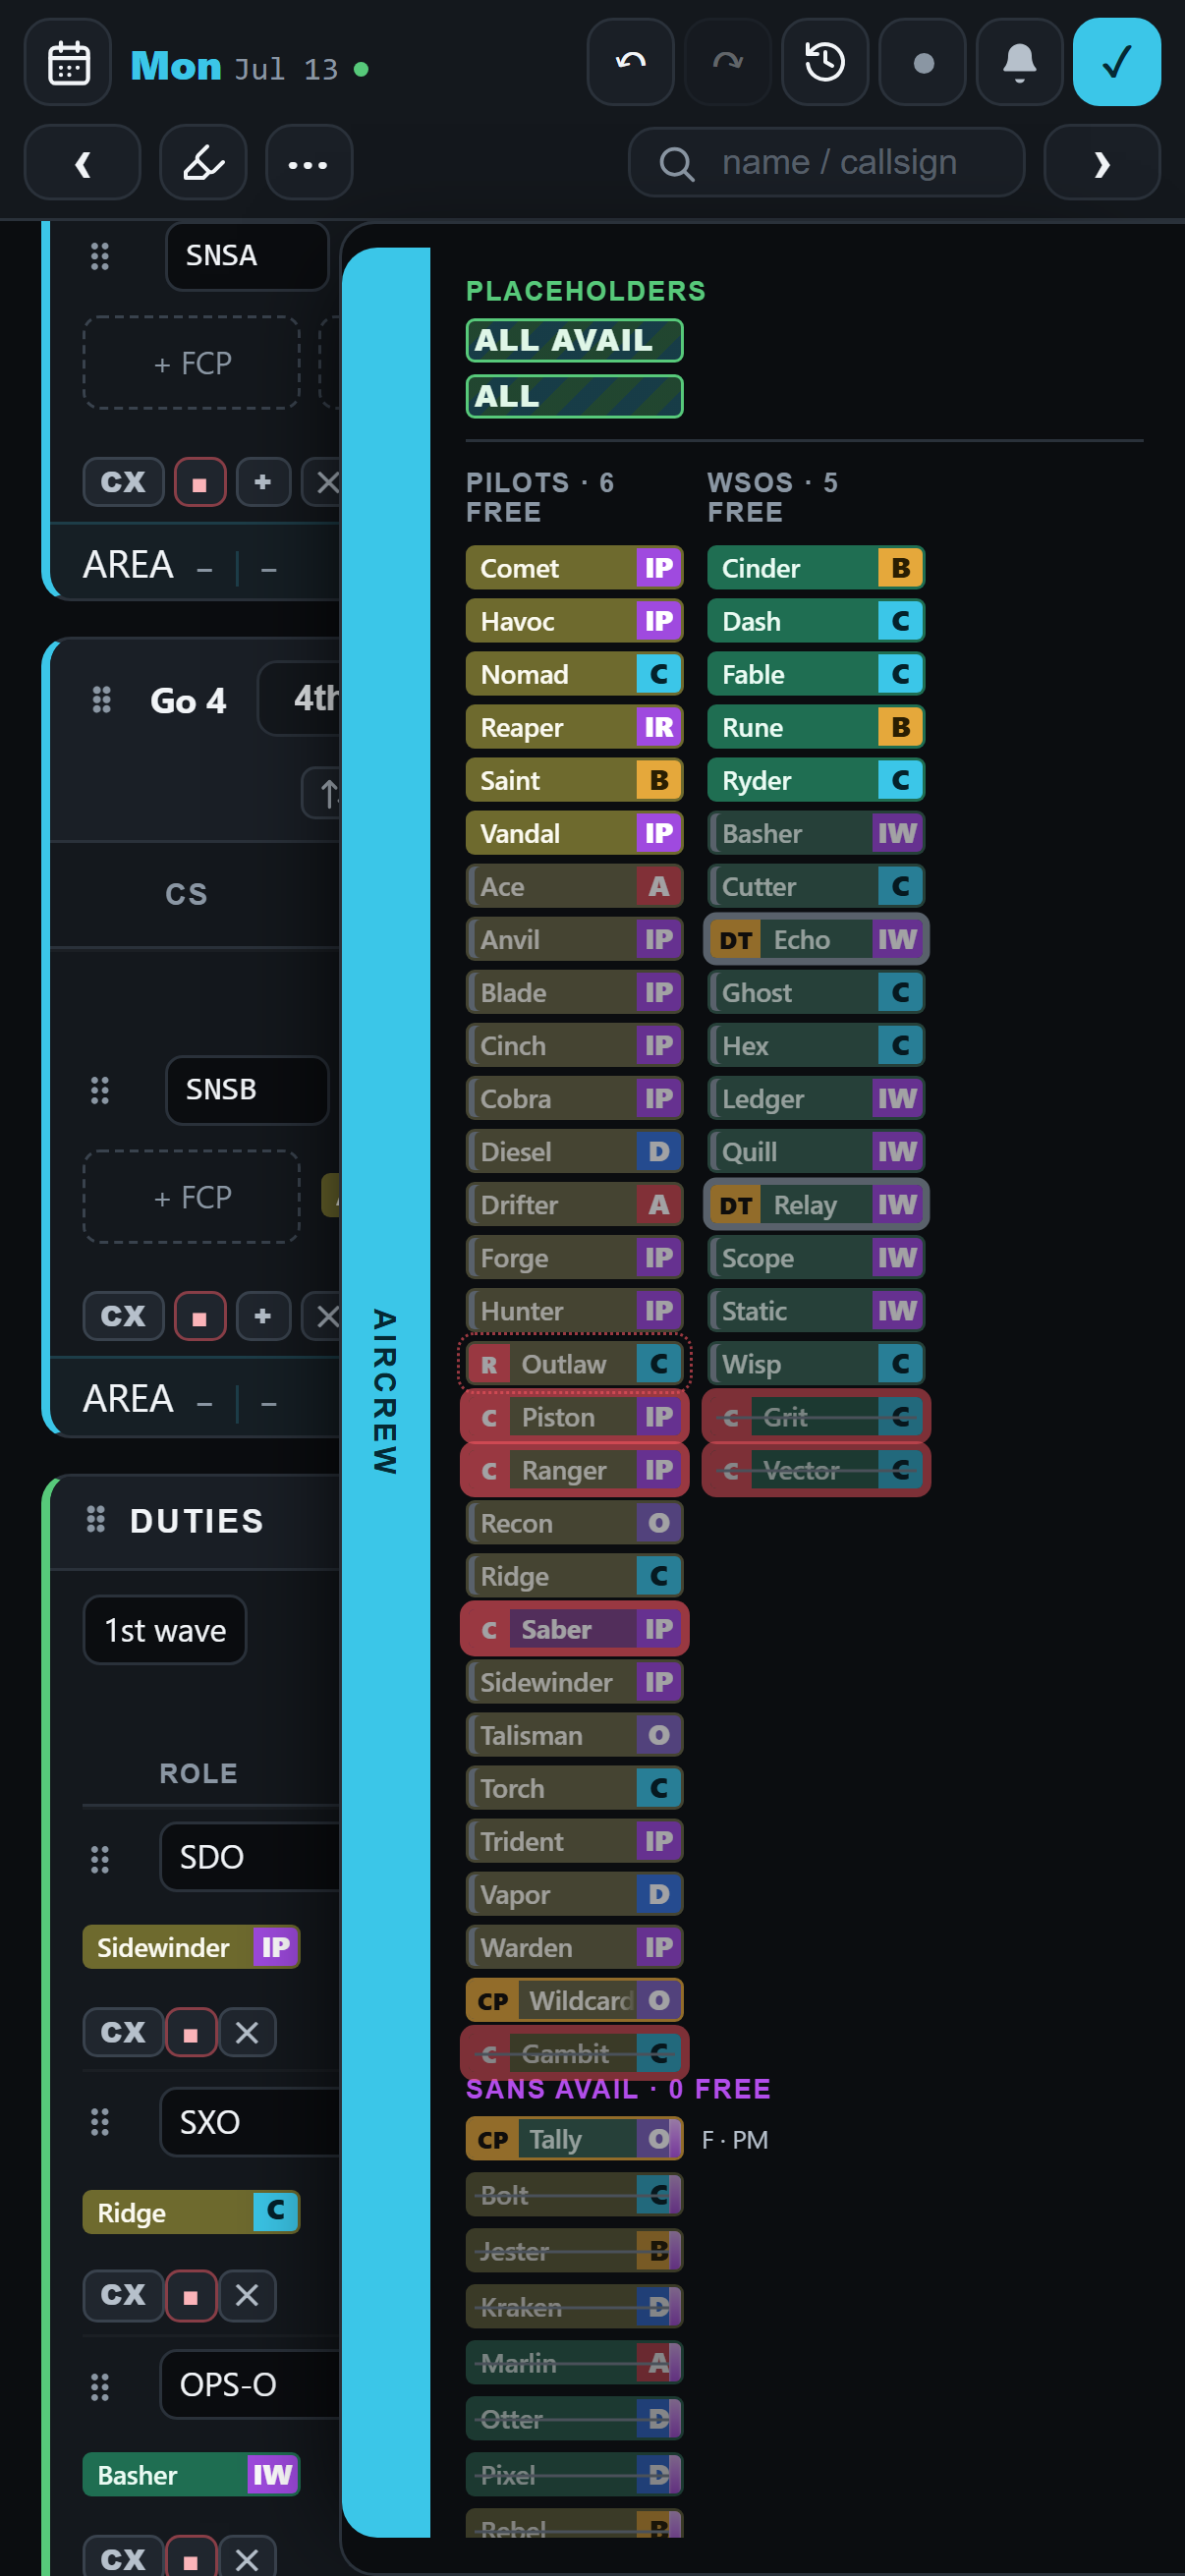 Mon Jul 13
name / callsign
SNSA
+ FCP
CX
AREA – | –
Go 4
CS
SNSB
+ FCP
CX
AREA – | –
DUTIES
1st wave
ROLE
SDO
Sidewinder IP
CX
SXO
Ridge C
CX
OPS-O
Basher IW
CX
AIRCREW
PLACEHOLDERS
ALL AVAIL
ALL
PILOTS · 6 FREE
Comet IP
Havoc IP
Nomad C
Reaper IR
Saint B
Vandal IP
Ace A
Anvil IP
Blade IP
Cinch IP
Cobra IP
Diesel D
Drifter A
Forge IP
Hunter IP
R Outlaw C
C Piston IP
C Ranger IP
Recon O
Ridge C
C Saber IP
Sidewinder IP
Talisman O
Torch C
Trident IP
Vapor D
Warden IP
CP Wildcard O
C Gambit C
WSOS · 5 FREE
Cinder B
Dash C
Fable C
Rune B
Ryder C
Basher IW
Cutter C
DT Echo IW
Ghost C
Hex C
Ledger IW
Quill IW
DT Relay IW
Scope IW
Static IW
Wisp C
C Grit C
C Vector C
SANS AVAIL · 0 FREE
CP Tally O F · PM
Bolt C
Jester B
Kraken D
Marlin A
Otter D
Pixel D
Rebel B